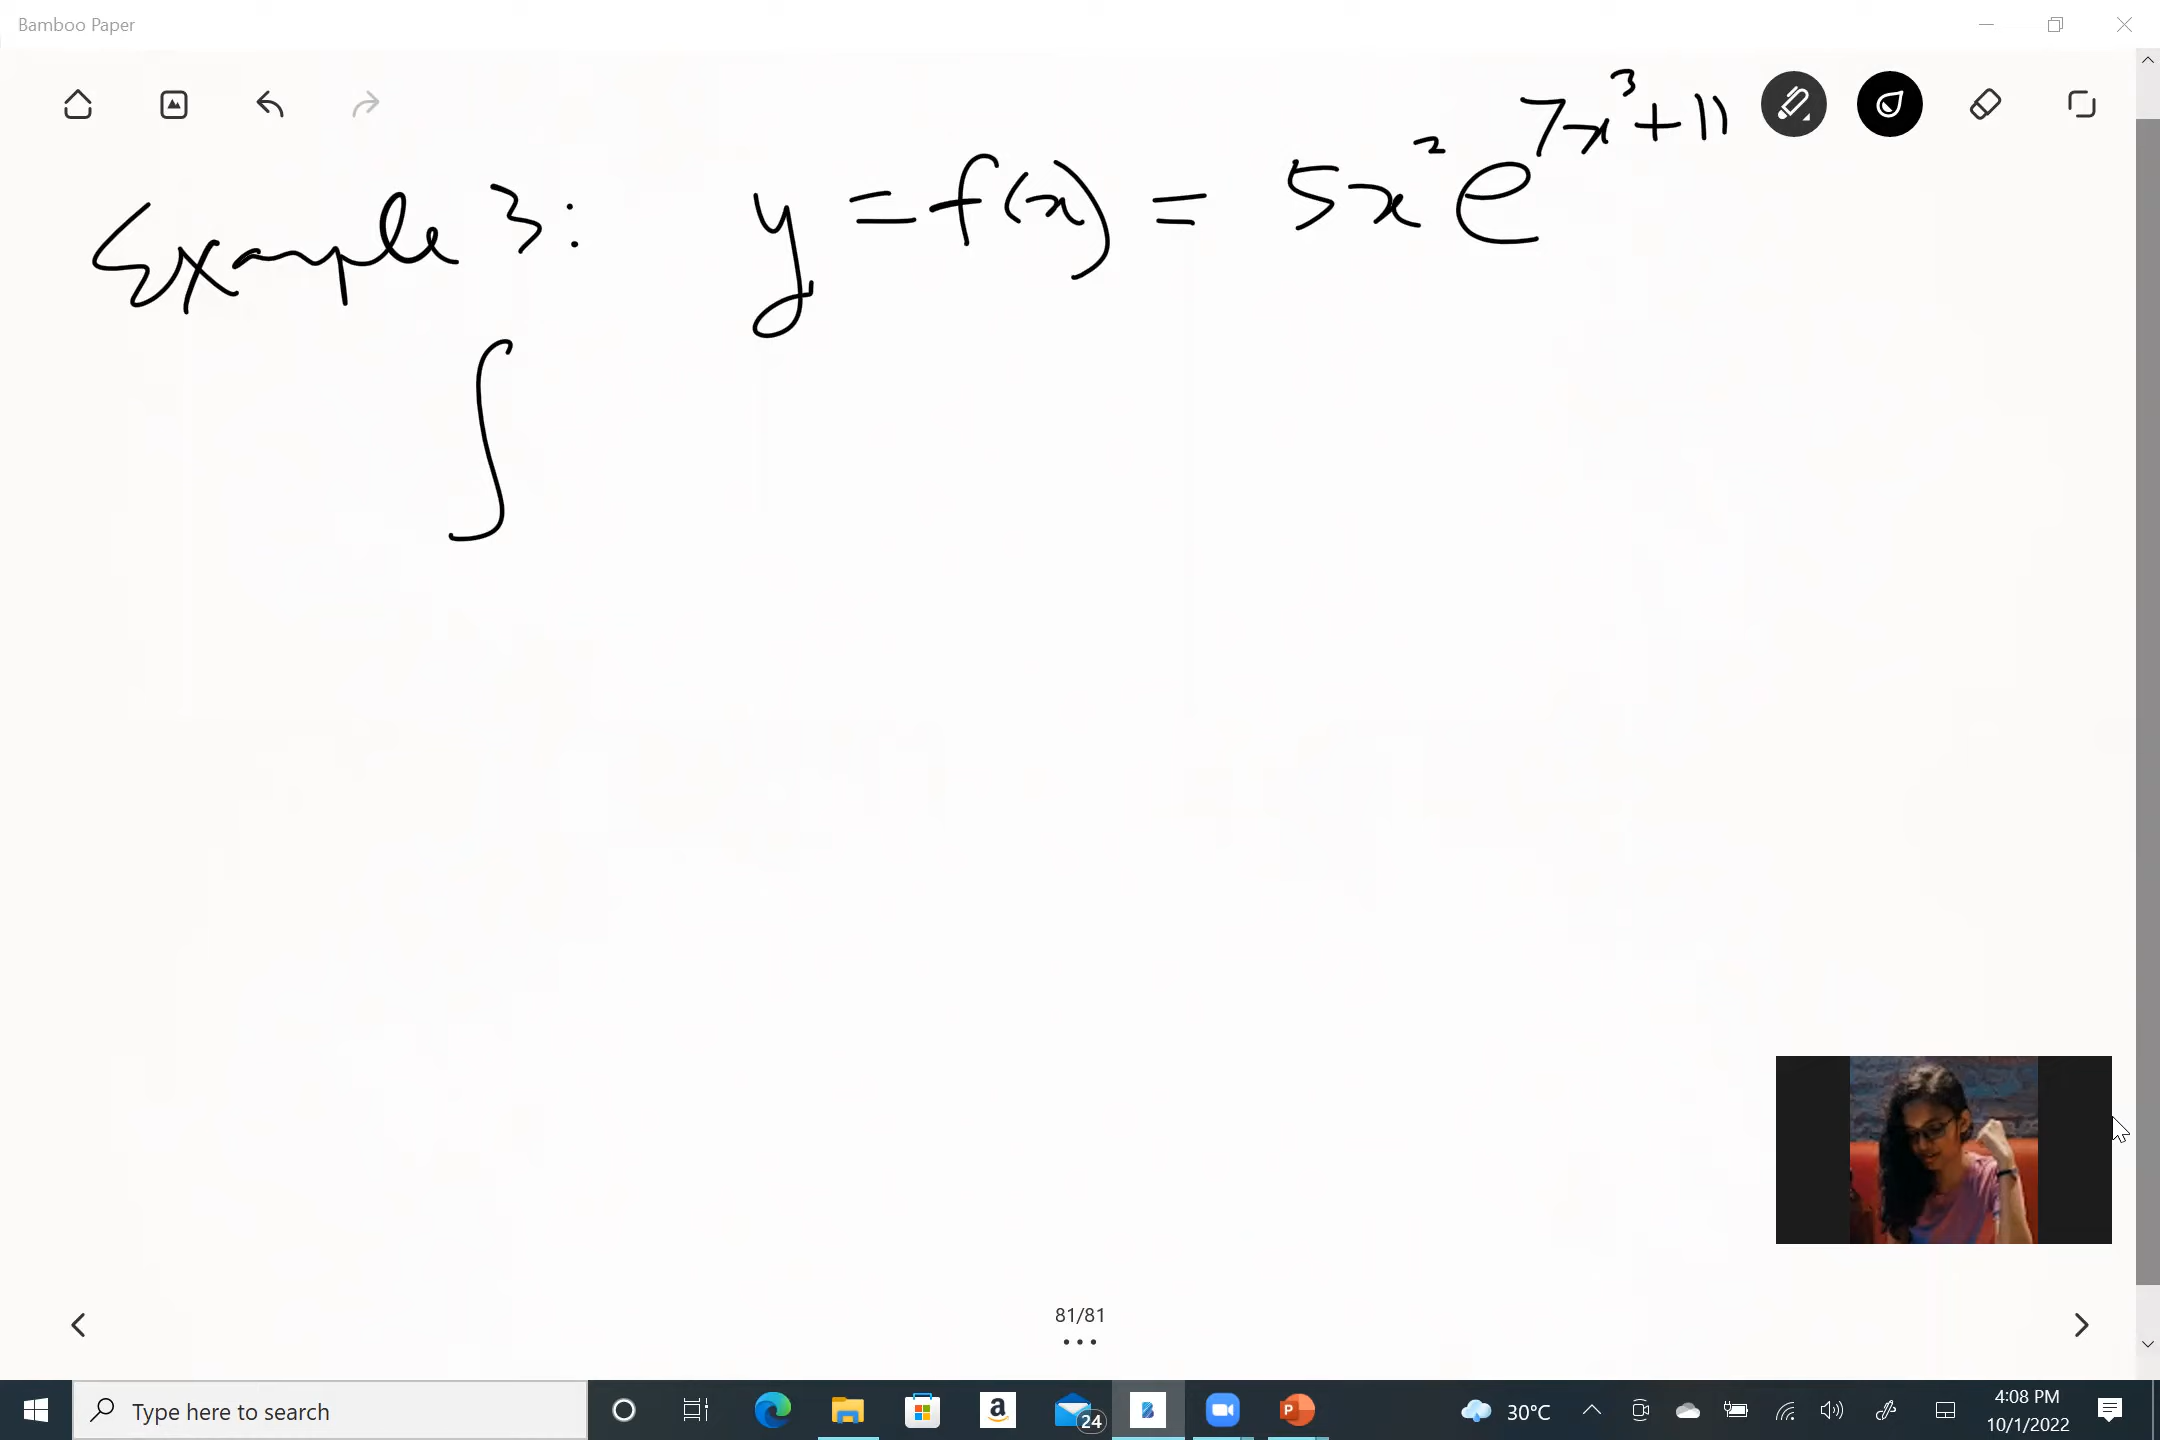 Bamboo Paper
Example 3: y = f(x) = 5x² e^{7x³+11}
∫
81/81
Type here to search
a
24
B
P
30°C
4:08 PM
10/1/2022